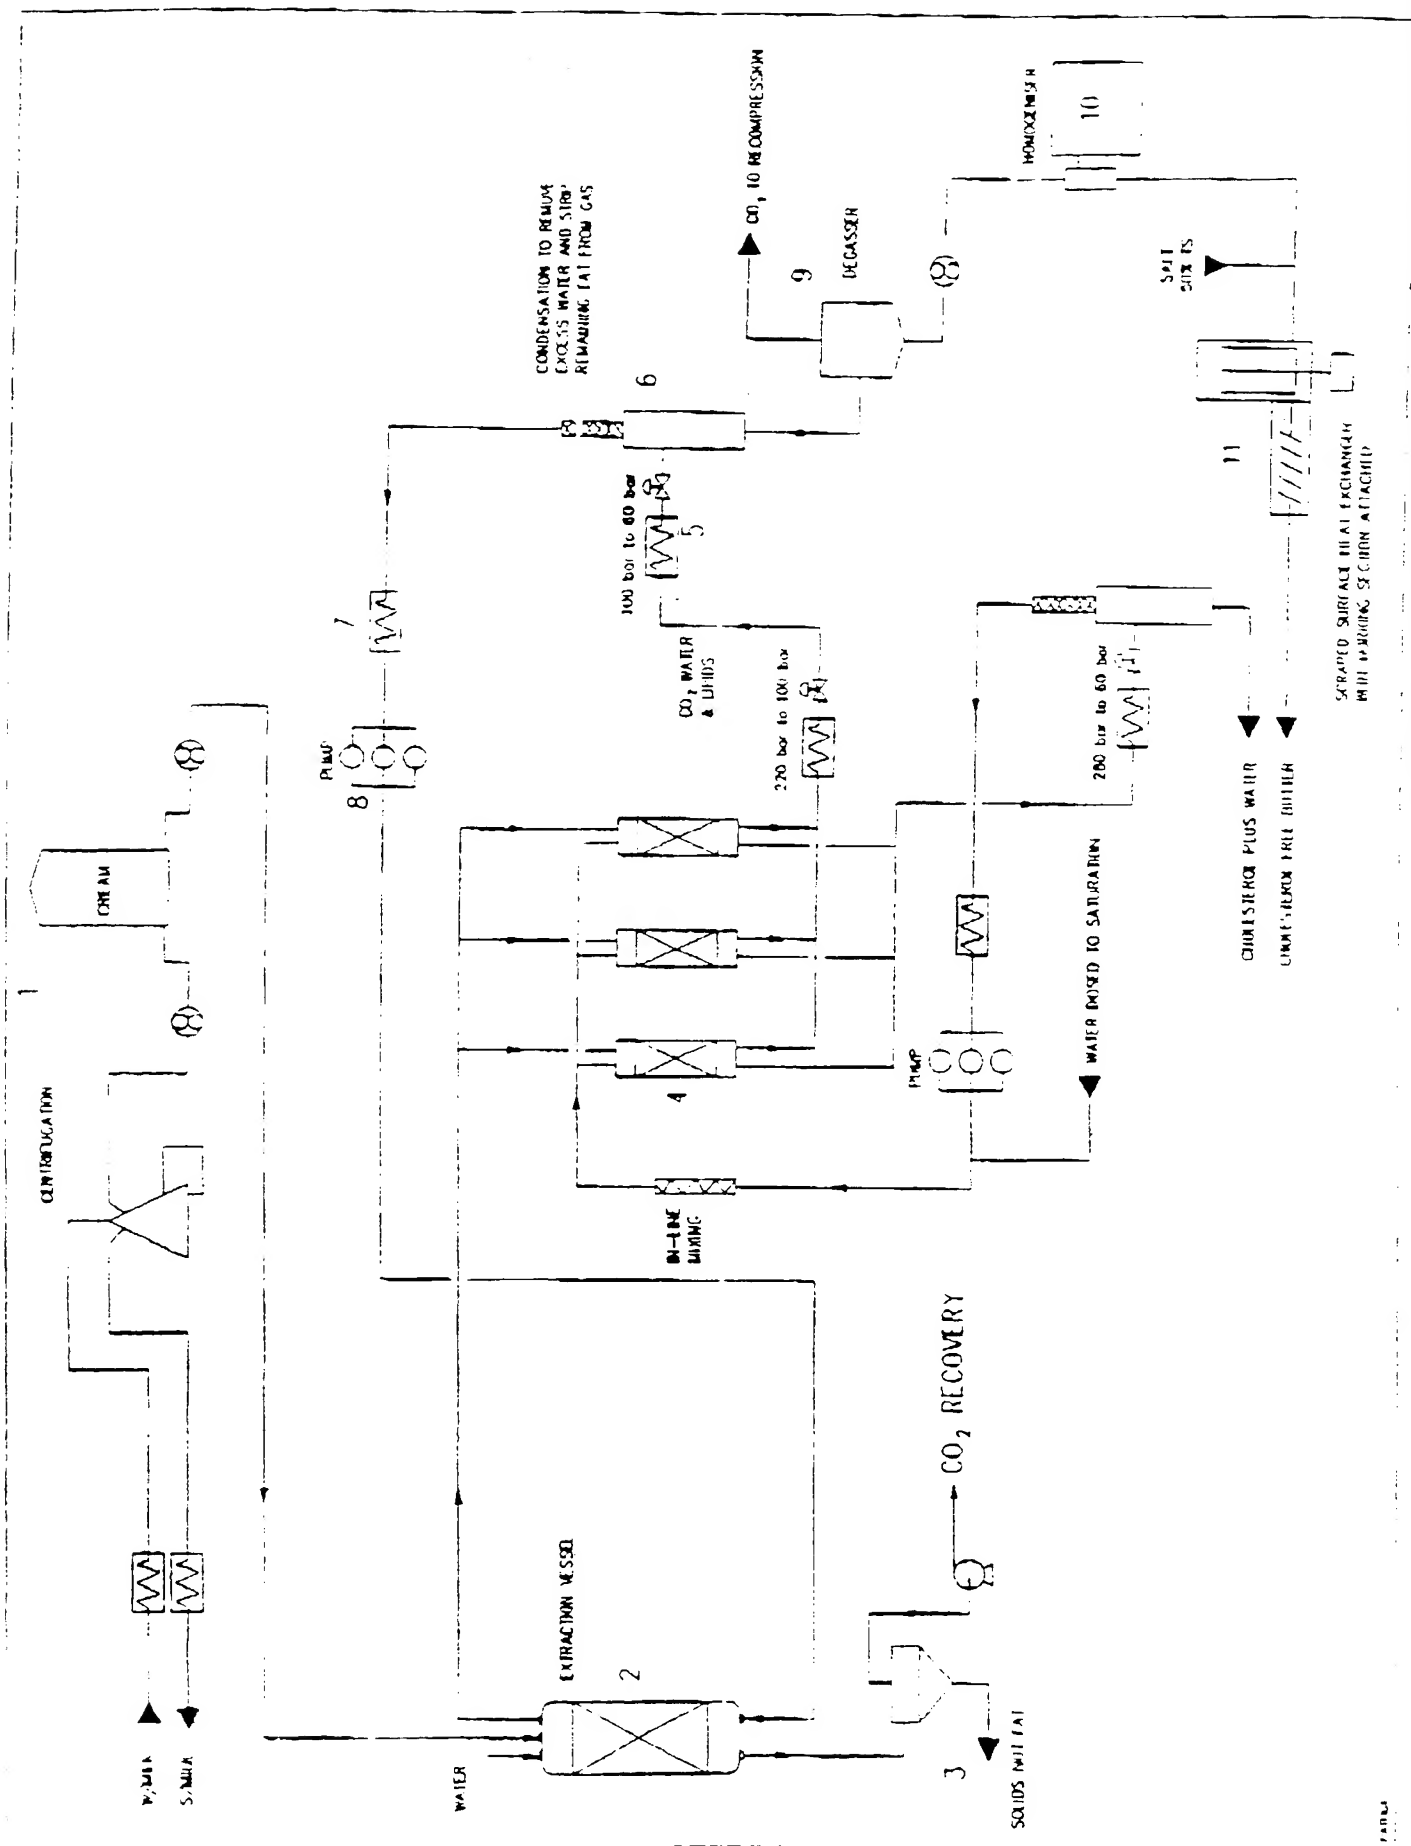 CENTRIFUGATION
1
CREAM
W/MILK
S/MILK
WATER
EXTRACTION VESSEL
2
3
SOLIDS NOT FAT
CO₂ RECOVERY
PUMP
8
7
IN-LINE
MIXING
4
PUMP
WATER DOSED TO SATURATION
220 bar to 100 bar
CO₂ WATER
& LIPIDS
100 bar to 60 bar
5
6
CONDENSATION TO REMOVE
EXCESS WATER AND STRIP
REMAINING FAT FROM GAS
CO₂ TO RECOMPRESSION
9
DEGASSER
HOMOGENISER
10
SALT
11
280 bar to 60 bar
CHOLESTEROL PLUS WATER
CHOLESTEROL FREE BUTTER
SCRAPED SURFACE HEAT EXCHANGER
WITH WORKING SECTION ATTACHED